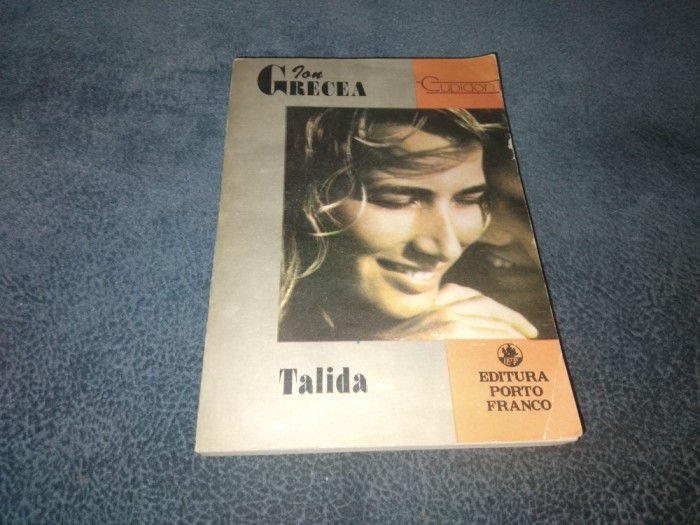 Ion
GRECEA
Cupidon
Talida
EDITURA
PORTO
FRANCO